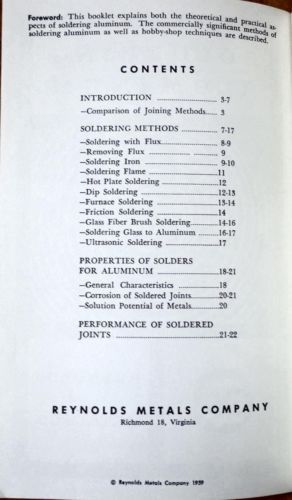 Foreword: This booklet explains both the theoretical and practical as-
pects of soldering aluminum. The commercially significant methods of
soldering aluminum as well as hobby-shop techniques are described.
CONTENTS
INTRODUCTION ................ 3-7
—Comparison of Joining Methods..... 3
SOLDERING METHODS ............ 7-17
—Soldering with Flux................ 8-9
—Removing Flux ................ 9
—Soldering Iron ................ 9-10
—Soldering Flame ................ 11
—Hot Plate Soldering ................ 12
—Dip Soldering ................ 12-13
—Furnace Soldering ................ 13-14
—Friction Soldering ................ 14
—Glass Fiber Brush Soldering........ 14-16
—Soldering Glass to Aluminum ...... 16-17
—Ultrasonic Soldering ................ 17
PROPERTIES OF SOLDERS
FOR ALUMINUM ................ 18-21
—General Characteristics ............ 18
—Corrosion of Soldered Joints........ 20-21
—Solution Potential of Metals........ 20
PERFORMANCE OF SOLDERED
JOINTS ................ 21-22
REYNOLDS METALS COMPANY
Richmond 18, Virginia
© Reynolds Metals Company 1959